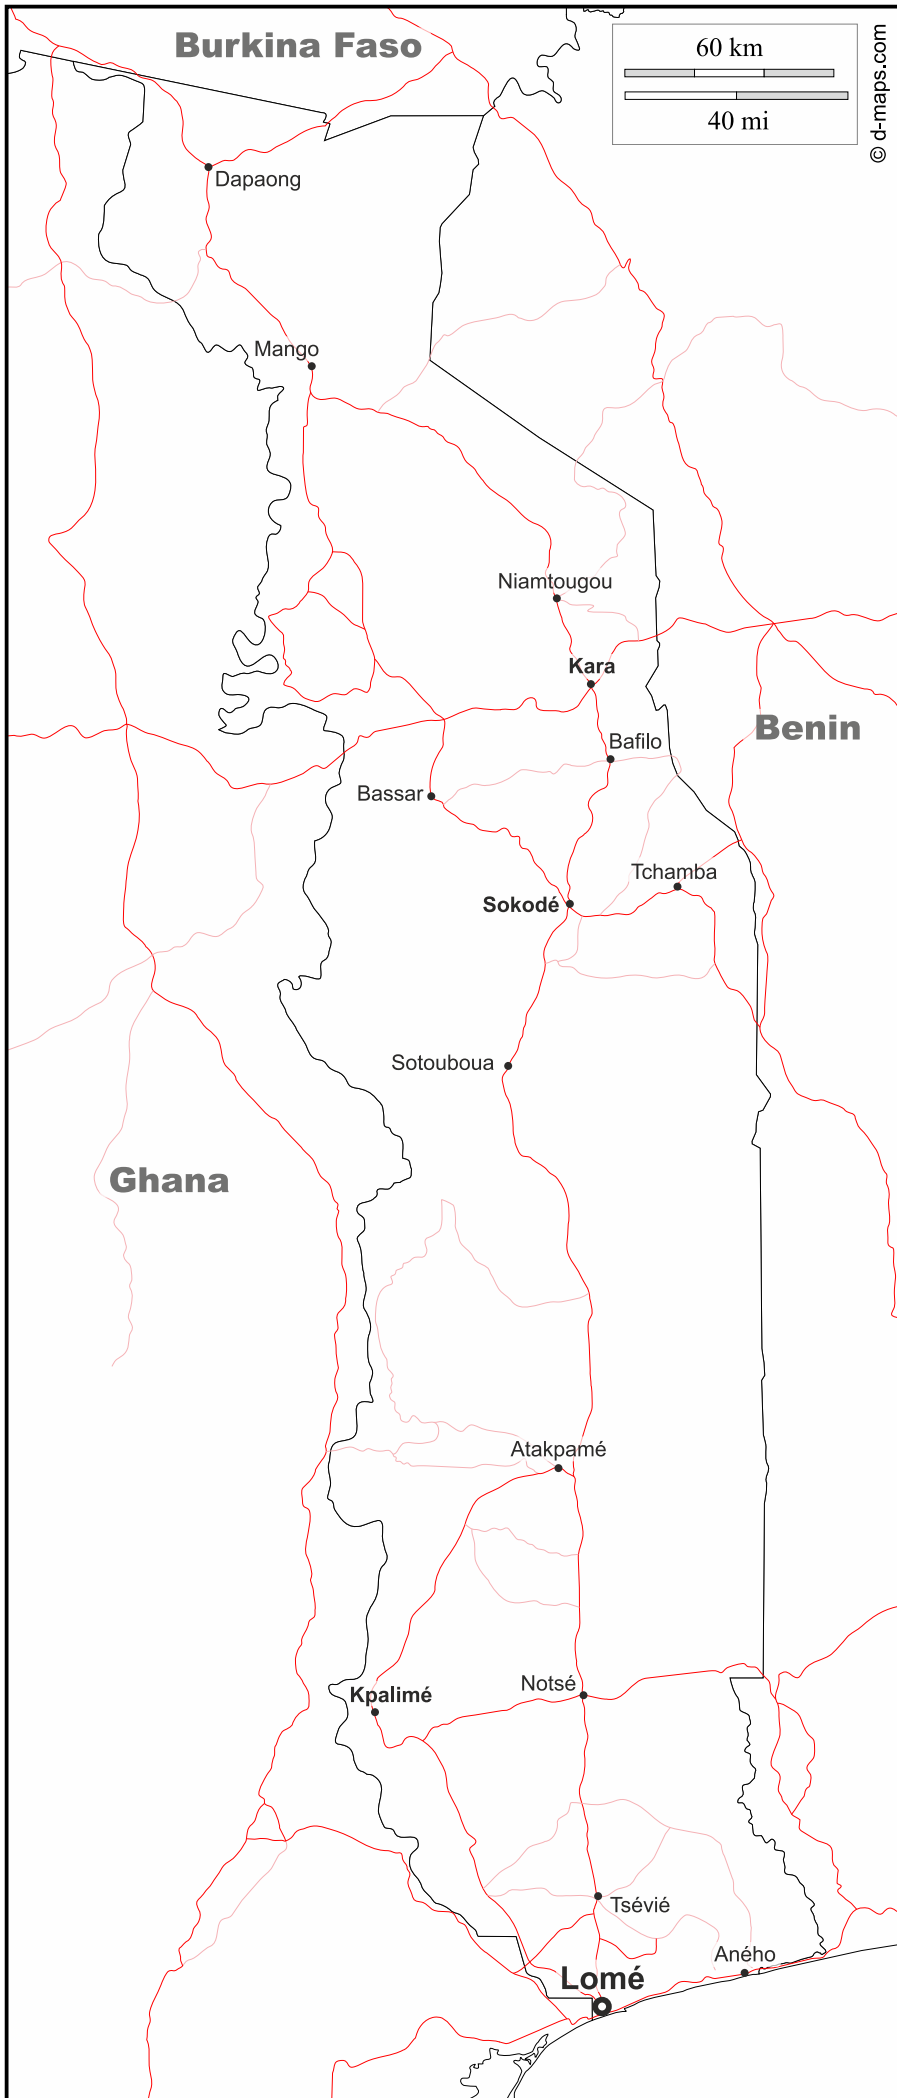 Burkina Faso
60 km
40 mi
© d-maps.com
Dapaong
Mango
Niamtougou
Kara
Benin
Bafilo
Bassar
Tchamba
Sokodé
Sotouboua
Ghana
Atakpamé
Notsé
Kpalimé
Tsévié
Aného
Lomé